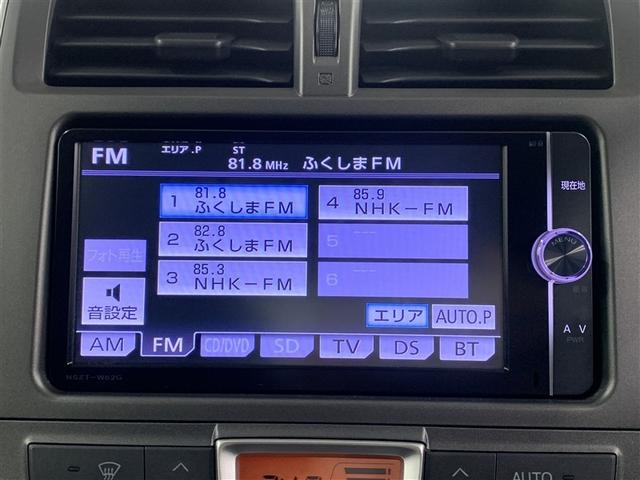 FM
エリア.P
ST
81.8 MHz ふくしまＦＭ
1 81.8 ふくしまＦＭ
4 85.9 NHK－FM
2 82.8 ふくしまＦＭ
5 ---
3 85.3 NHK－FM
6 ---
フォト再生
音設定
エリア
AUTO.P
AM
FM
CD/DVD
SD
TV
DS
BT
NSZT-W62G
現在地
MENU
AV
PWR
AUTO